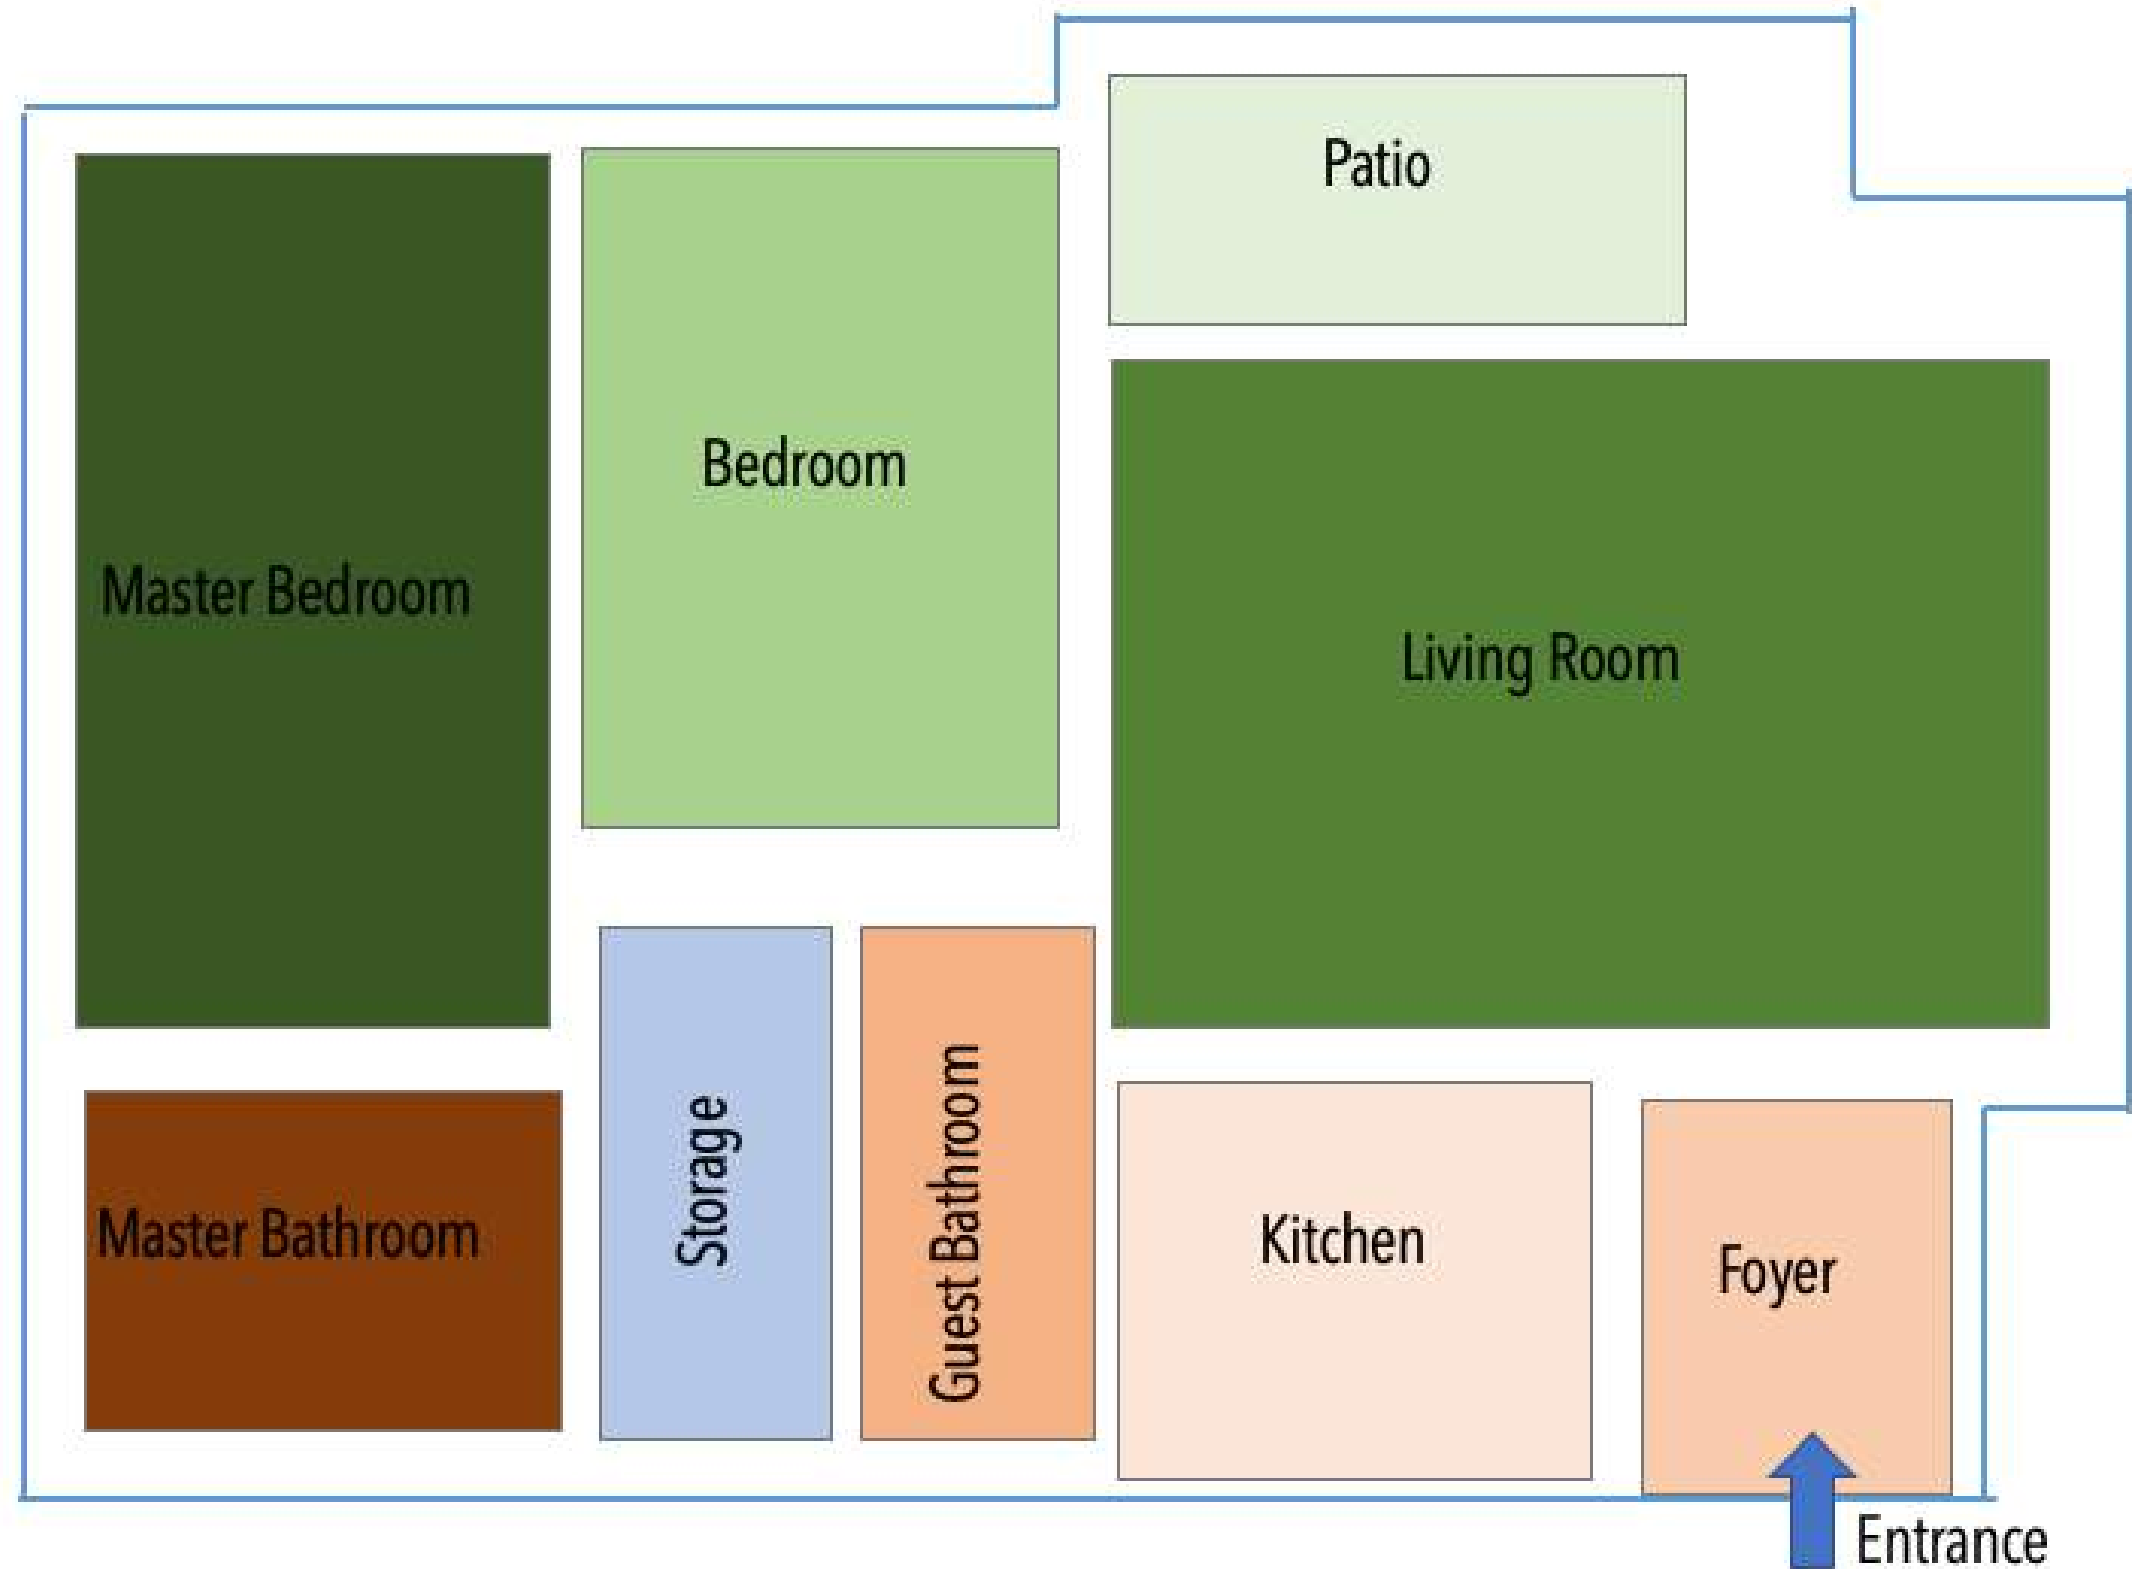 Patio
Bedroom
Master Bedroom
Living Room
Storage
Guest Bathroom
Master Bathroom
Kitchen
Foyer
Entrance